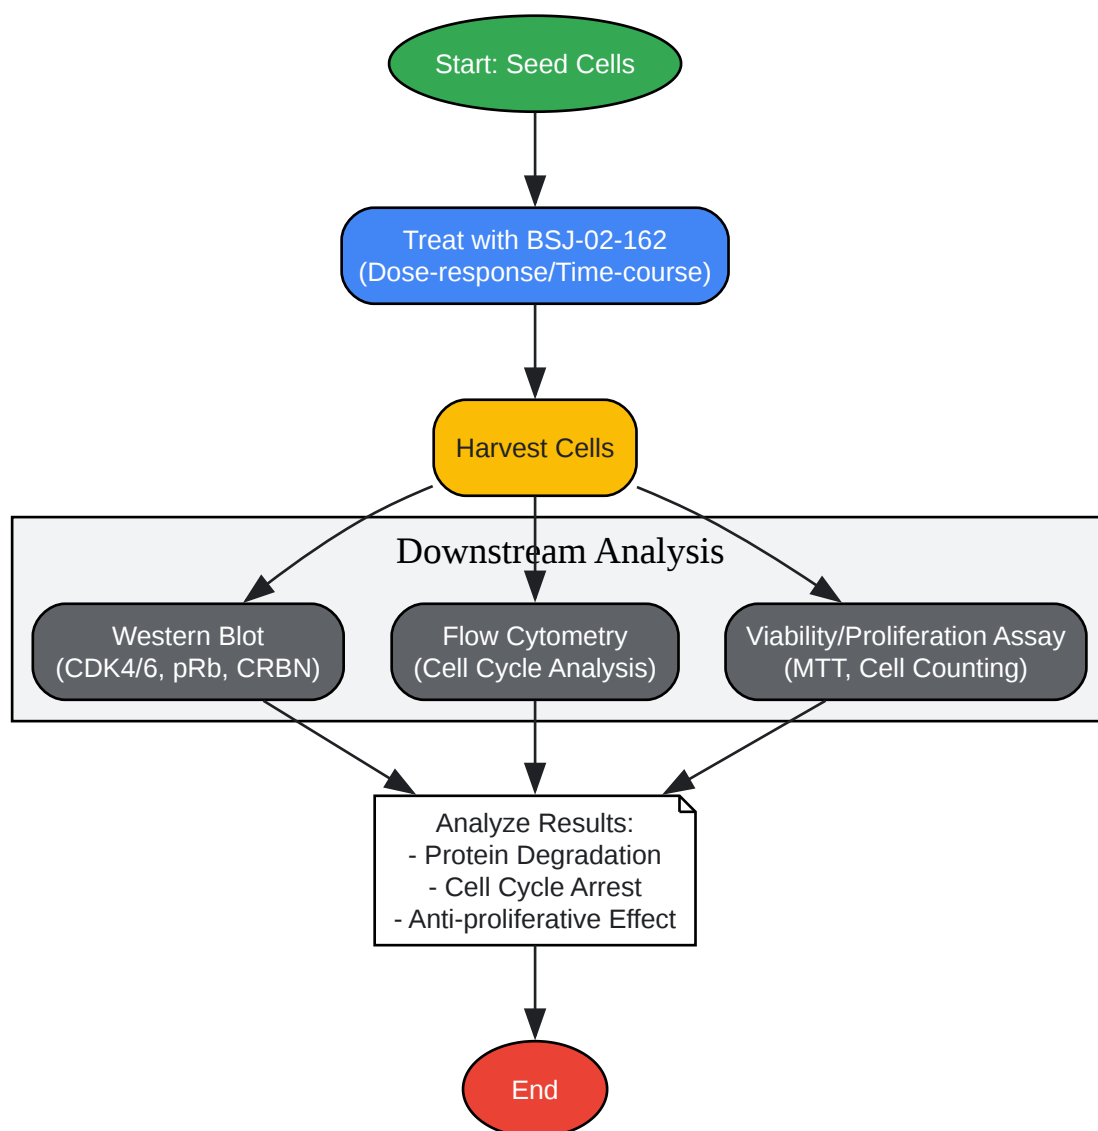 Start: Seed Cells
Treat with BSJ-02-162
(Dose-response/Time-course)
Harvest Cells
Downstream Analysis
Western Blot
(CDK4/6, pRb, CRBN)
Flow Cytometry
(Cell Cycle Analysis)
Viability/Proliferation Assay
(MTT, Cell Counting)
Analyze Results:
- Protein Degradation
- Cell Cycle Arrest
- Anti-proliferative Effect
End